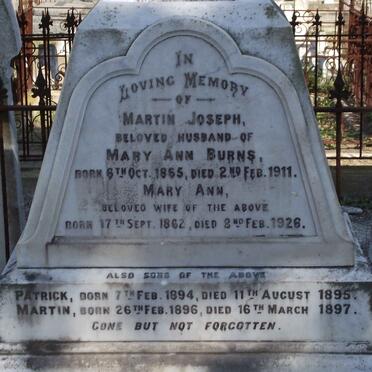 IN
LOVING MEMORY
OF
MARTIN JOSEPH,
BELOVED HUSBAND OF
MARY ANN BURNS,
BORN 6TH OCT. 1865, DIED 2ND FEB. 1911.
MARY ANN,
BELOVED WIFE OF THE ABOVE
BORN 17TH SEPT. 1862, DIED 2ND FEB. 1926.
ALSO SONS OF THE ABOVE
PATRICK, BORN 7TH FEB. 1894, DIED 11TH AUGUST 1895.
MARTIN, BORN 26TH FEB. 1896, DIED 16TH MARCH 1897.
GONE BUT NOT FORGOTTEN.